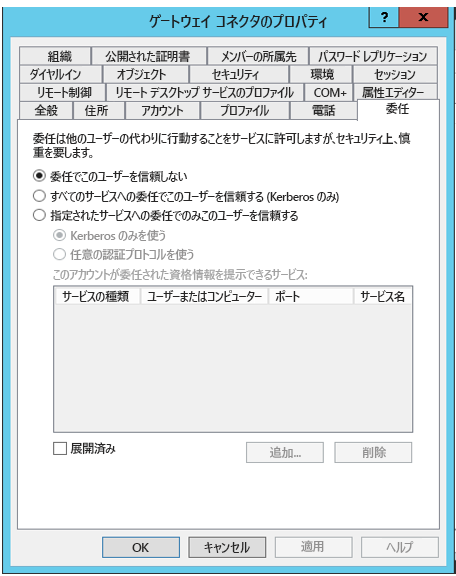 ゲートウェイ コネクタのプロパティ
?
x
組織 公開された証明書 メンバーの所属先 パスワード レプリケーション
ダイヤルイン オブジェクト セキュリティ 環境 セッション
リモート制御 リモート デスクトップ サービスのプロファイル COM+ 属性エディター
全般 住所 アカウント プロファイル 電話 委任
委任は他のユーザーの代わりに行動することをサービスに許可しますが、セキュリティ上、慎
重を要します。
委任でこのユーザーを信頼しない
すべてのサービスへの委任でこのユーザーを信頼する (Kerberos のみ)
指定されたサービスへの委任でのみこのユーザーを信頼する
Kerberos のみを使う
任意の認証プロトコルを使う
このアカウントが委任された資格情報を提示できるサービス:
サービスの種類 ユーザーまたはコンピューター ポート サービス名
展開済み 追加... 削除
OK キャンセル 適用 ヘルプ